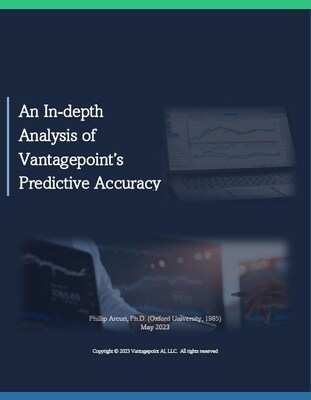 An In-depth
Analysis of
Vantagepoint's
Predictive Accuracy
Phillip Arcuri, Ph.D. (Oxford University, 1985)
May 2023
Copyright © 2023 Vantagepoint AI, LLC. All rights reserved